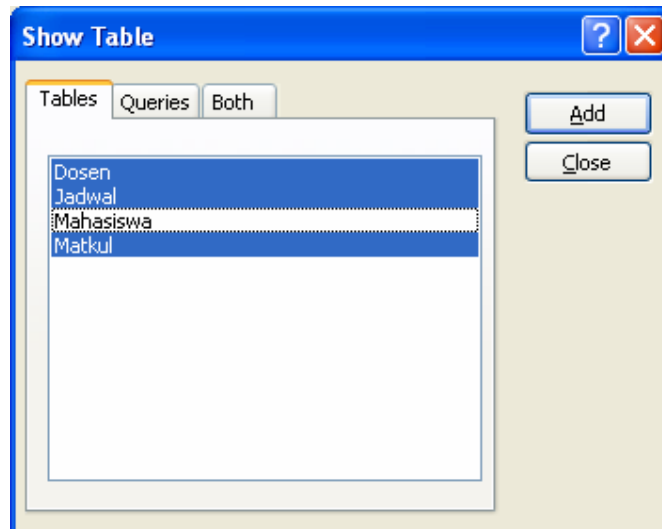 Show Table
Tables Queries Both
Add
Close
Dosen
Jadwal
Mahasiswa
Matkul